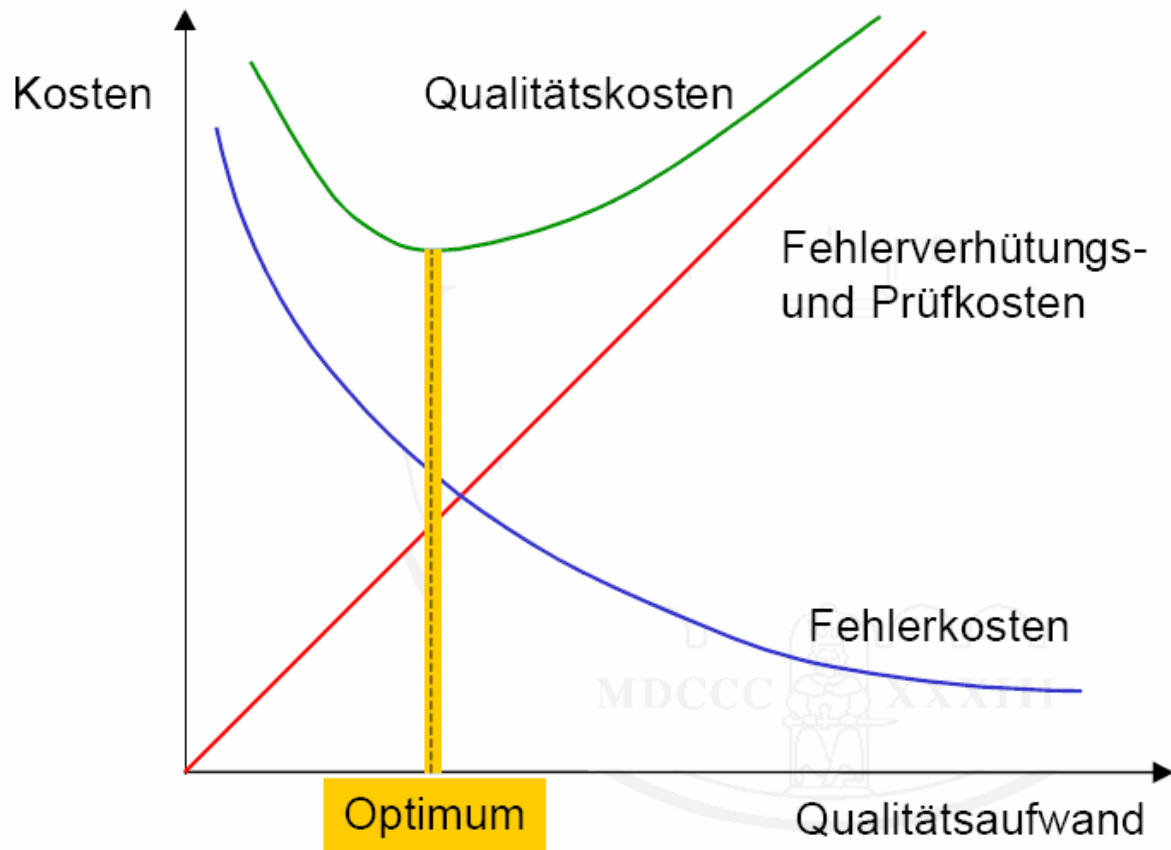 Kosten
Qualitätskosten
Fehlerverhütungs-
und Prüfkosten
Fehlerkosten
MDCCC XXXIII
Optimum
Qualitätsaufwand